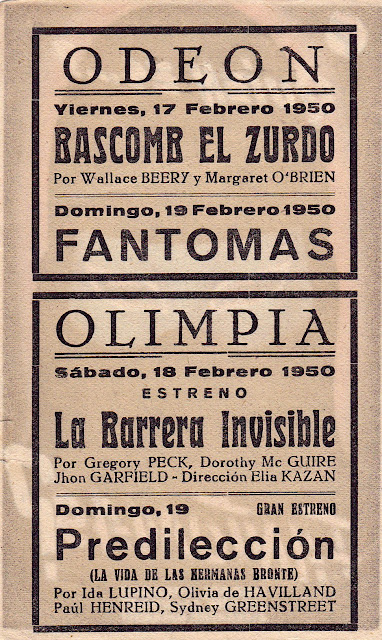 ODEON
Viernes, 17 Febrero 1950
BASCOMB EL ZURDO
Por Wallace BEERY y Margaret O'BRIEN
Domingo, 19 Febrero 1950
FANTOMAS
OLIMPIA
Sábado, 18 Febrero 1950
ESTRENO
La Barrera Invisible
Por Gregory PECK, Dorothy Mc GUIRE
Jhon GARFIELD - Dirección Elia KAZAN
Domingo, 19 GRAN ESTRENO
Predilección
(LA VIDA DE LAS HERMANAS BRONTE)
Por Ida LUPINO, Olivia de HAVILLAND
Paúl HENREID, Sydney GREENSTREET